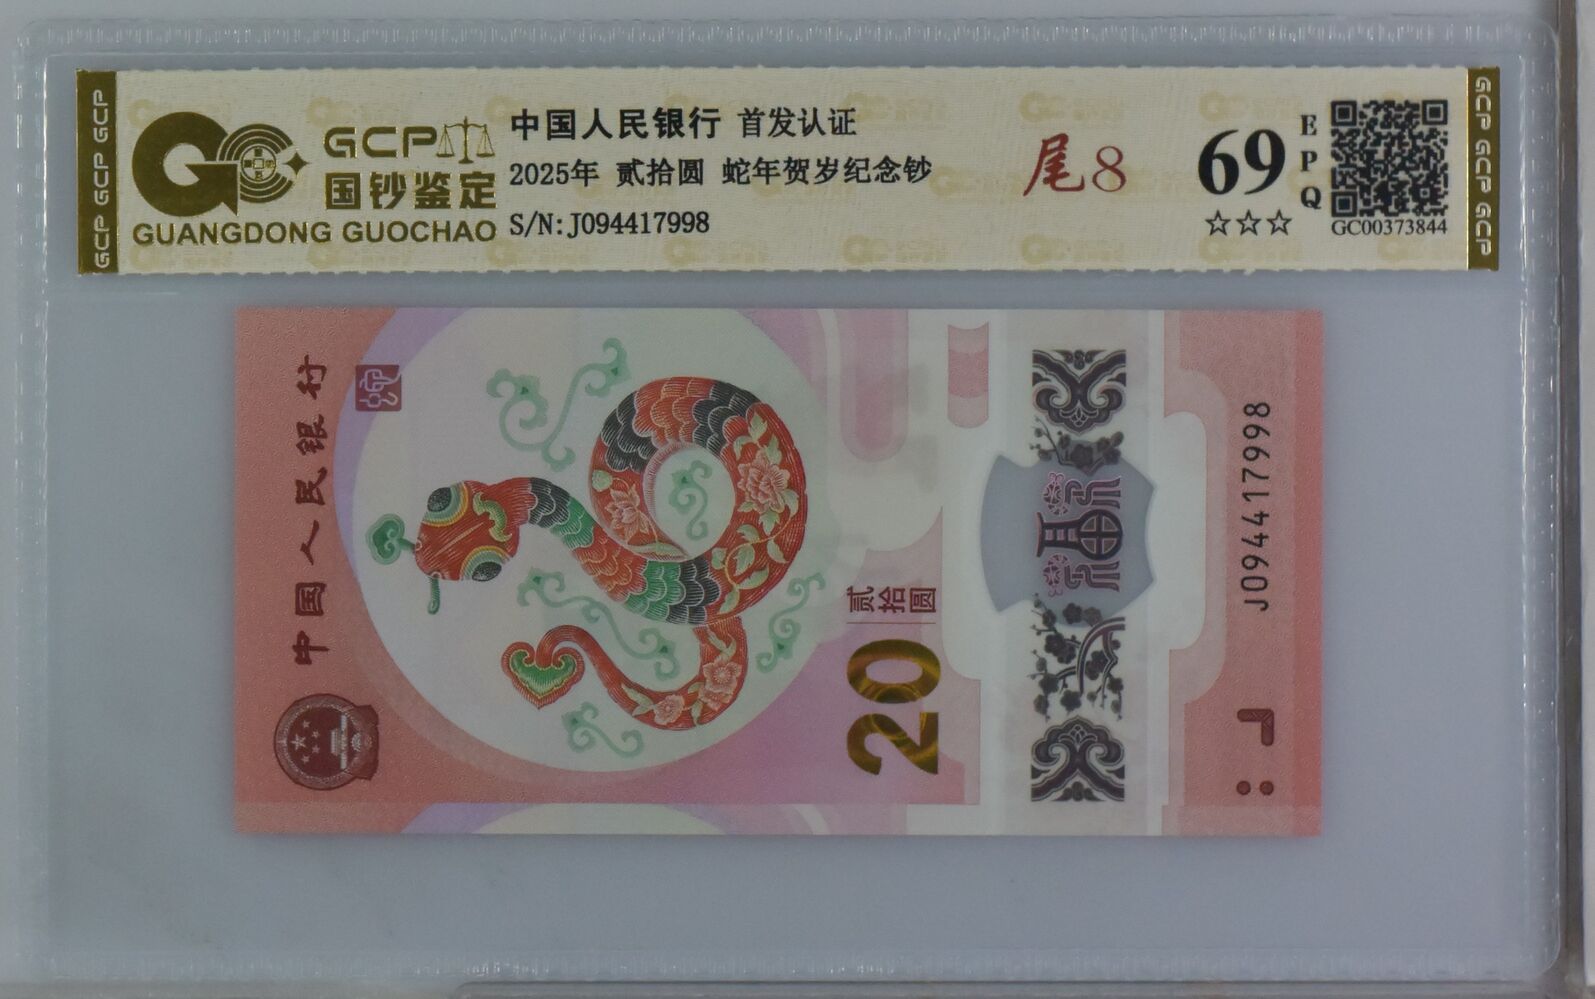 GCP GCP GCP
GCP
国钞鉴定
GUANGDONG GUOCHAO
中国人民银行 首发认证
2025年 贰拾圆 蛇年贺岁纪念钞
S/N:J094417998
尾8
69
EPQ
☆☆☆
GC00373844
GCP GCP GCP
中国人民银行
贰拾圆
20
福
J094417998